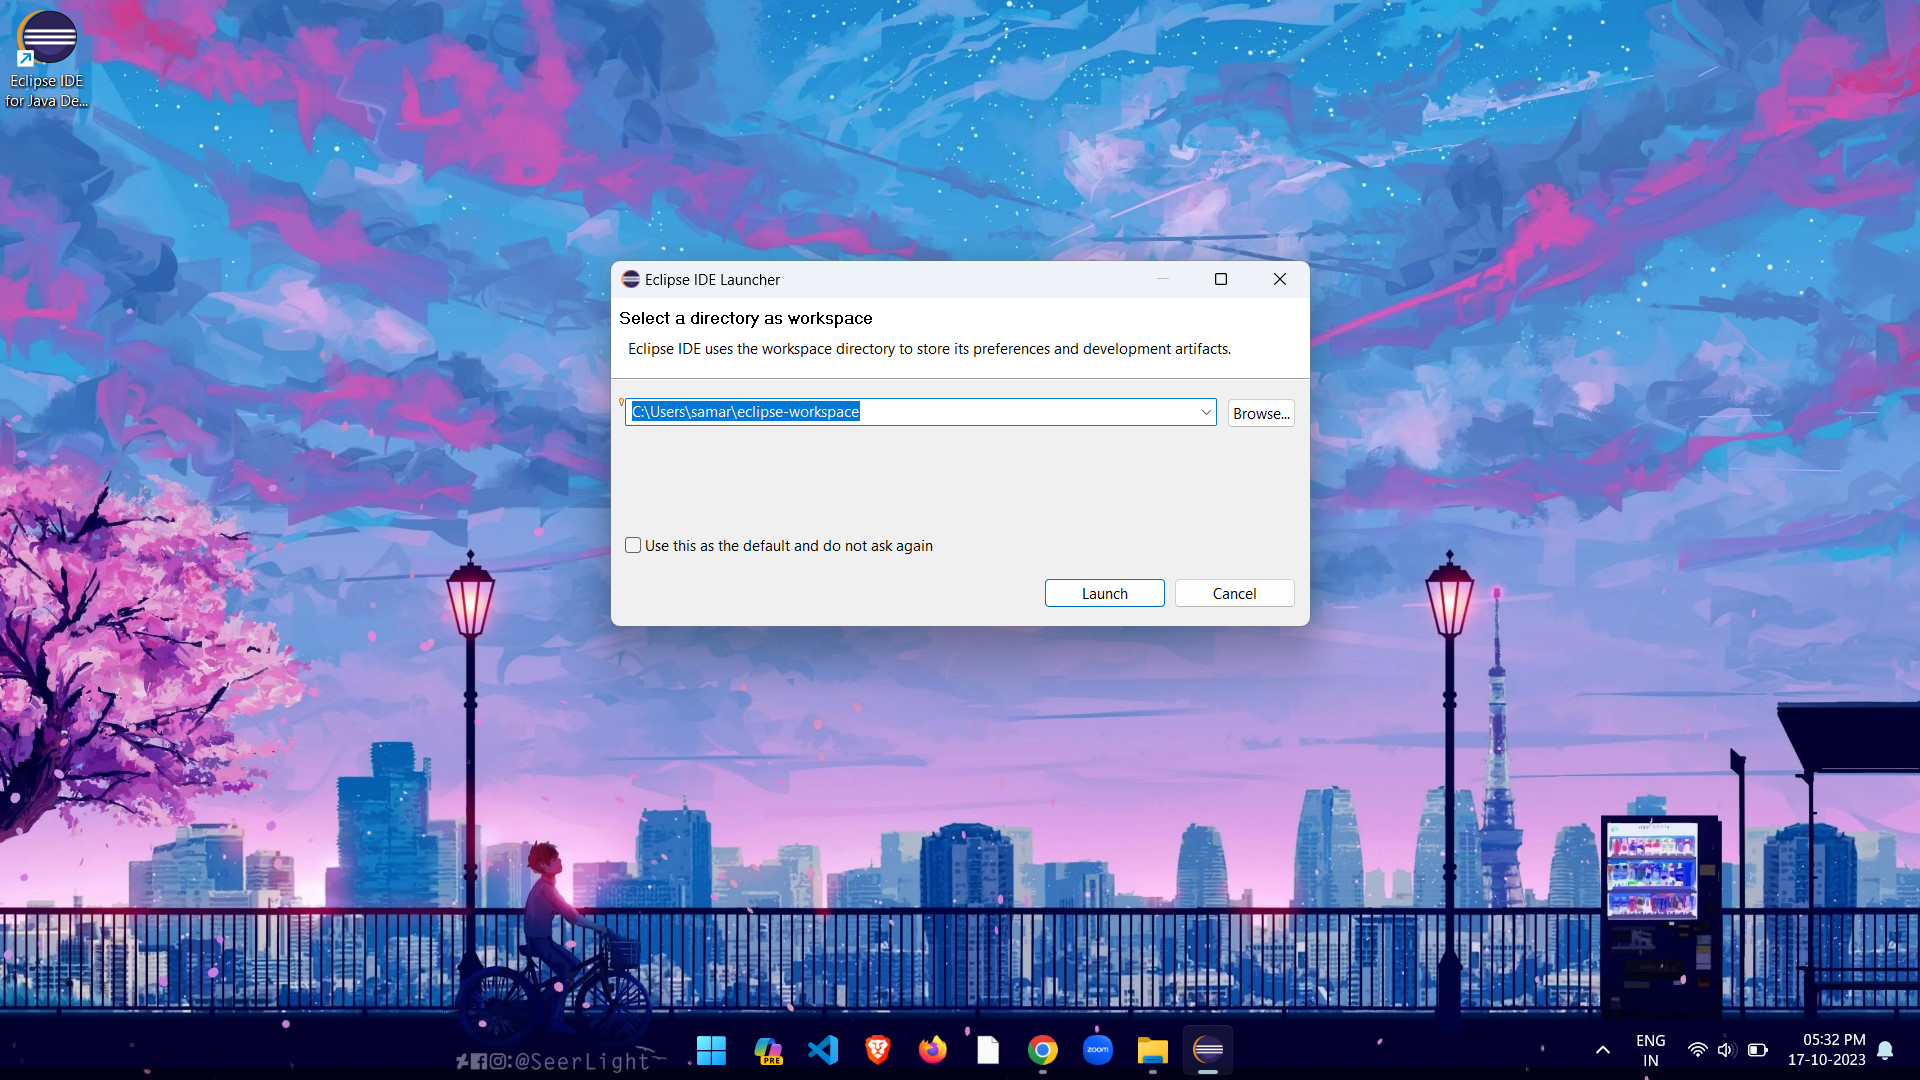 Eclipse IDE
for Java De...
Eclipse IDE Launcher
Select a directory as workspace
Eclipse IDE uses the workspace directory to store its preferences and development artifacts.
C:\Users\samar\eclipse-workspace
Browse...
Use this as the default and do not ask again
Launch
Cancel
:@SeerLight
PRE
zoom
ENG
IN
05:32 PM
17-10-2023